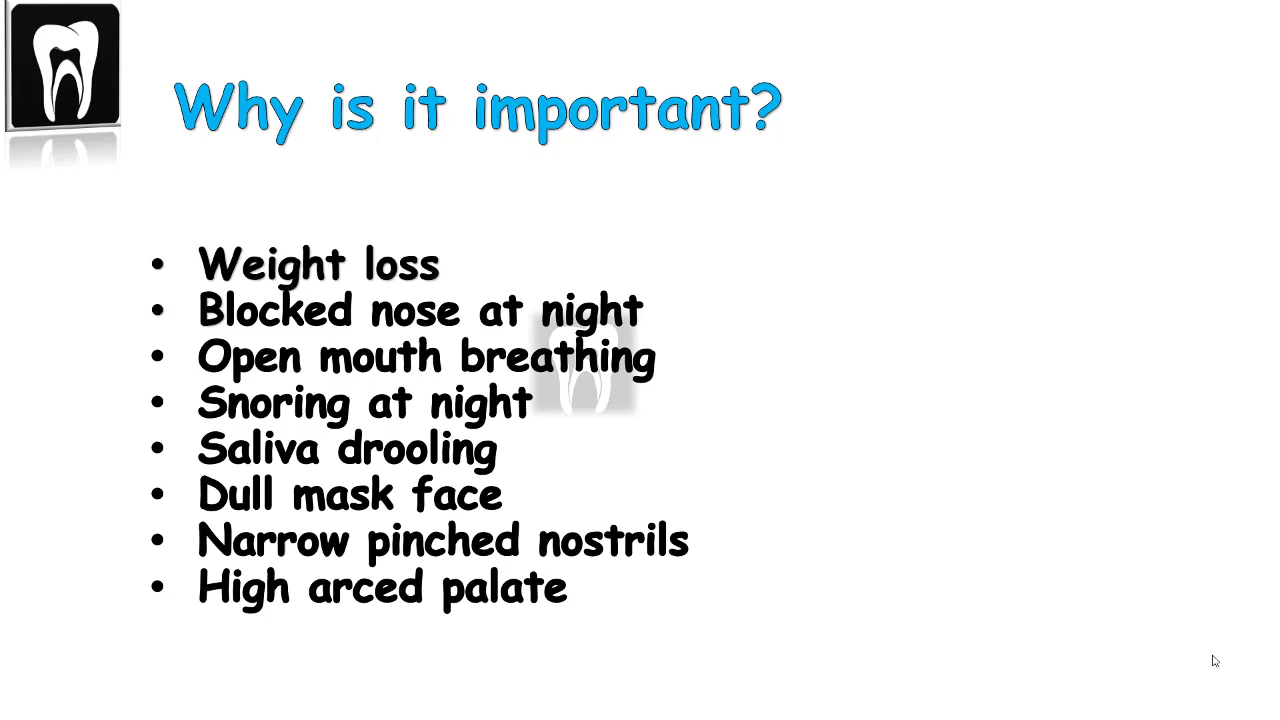 Why is it important?
• Weight loss
• Blocked nose at night
• Open mouth breathing
• Snoring at night
• Saliva drooling
• Dull mask face
• Narrow pinched nostrils
• High arced palate